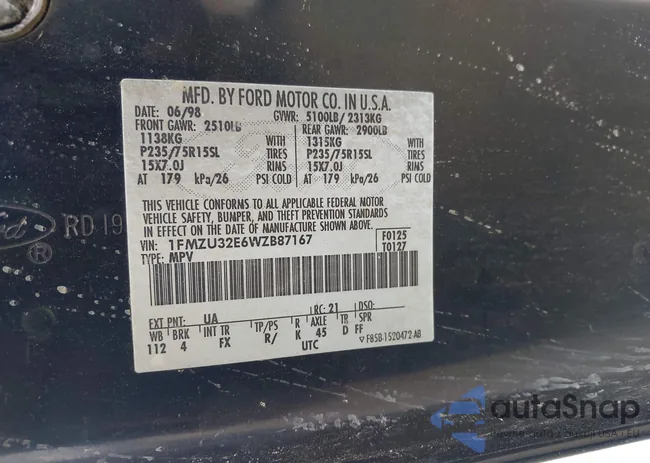 MFD. BY FORD MOTOR CO. IN U.S.A.
DATE: 06/98 GVWR: 5100LB/ 2313KG
FRONT GAWR: 2510LB REAR GAWR: 2900LB
1138KG WITH 1315KG WITH
P235/75R15SL TIRES P235/75R15SL TIRES
15X7.0J RIMS 15X7.0J RIMS
AT 179 kPa/26 PSI COLD AT 179 kPa/26 PSI COLD
THIS VEHICLE CONFORMS TO ALL APPLICABLE FEDERAL MOTOR
VEHICLE SAFETY, BUMPER, AND THEFT PREVENTION STANDARDS
IN EFFECT ON THE DATE OF MANUFACTURE SHOWN ABOVE.
VIN: 1FMZU32E6WZB87167 F0125
TYPE: MPV T0127
EXT PNT: UA RC: 21 DSO:
WB BRK INT TR TP/PS R AXLE TR SPR
112 4 FX R/ K 45 D FF
UTC F85B-1520472-AB
Ford ® RD 19
autaSnap